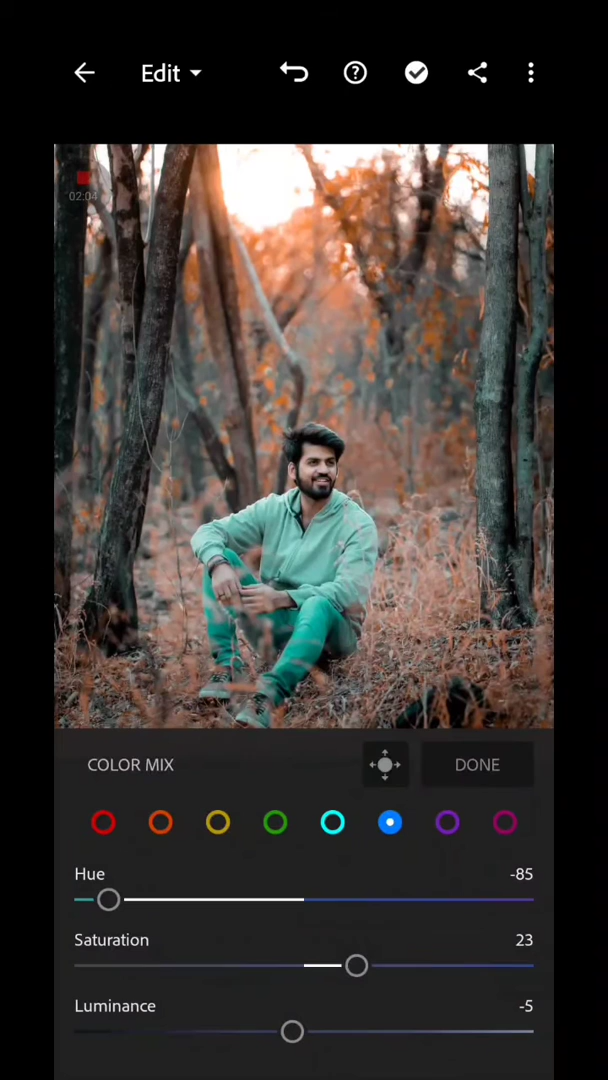 Edit
02:04
COLOR MIX
DONE
Hue -85
Saturation 23
Luminance -5